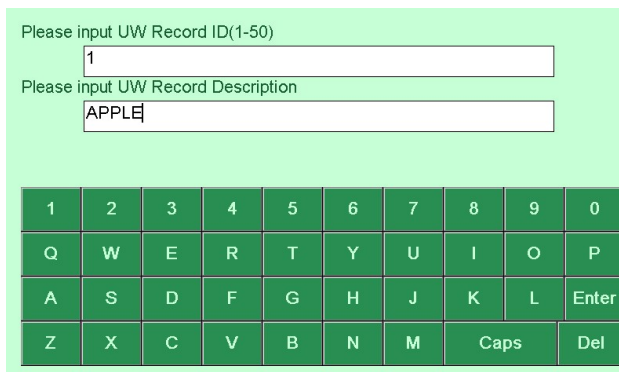 Please input UW Record ID(1-50)
1
Please input UW Record Description
APPLE
1 2 3 4 5 6 7 8 9 0
Q W E R T Y U I O P
A S D F G H J K L Enter
Z X C V B N M Caps Del